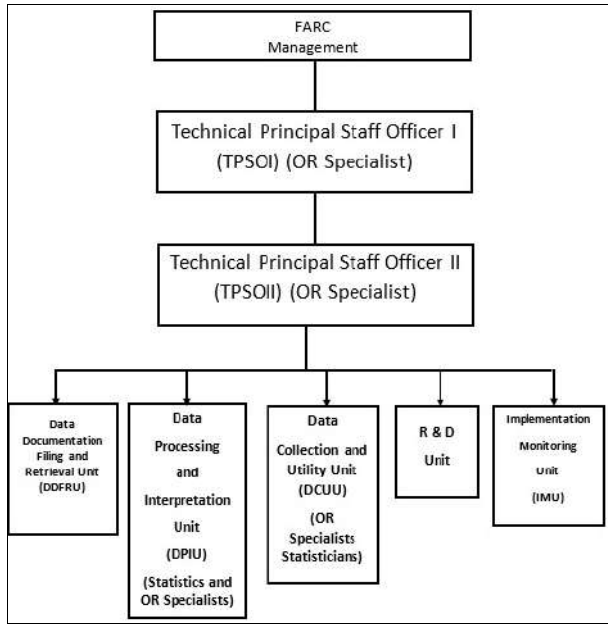 FARC
Management
Technical Principal Staff Officer I
(TPSOI) (OR Specialist)
Technical Principal Staff Officer II
(TPSOII) (OR Specialist)
Data
Documentation
Filing and
Retrieval Unit
(DDFRU)
Data
Processing
and
Interpretation
Unit
(DPIU)
(Statistics and
OR Specialists)
Data
Collection and
Utility Unit
(DCUU)
(OR
Specialists
Statisticians)
R & D
Unit
Implementation
Monitoring
Unit
(IMU)